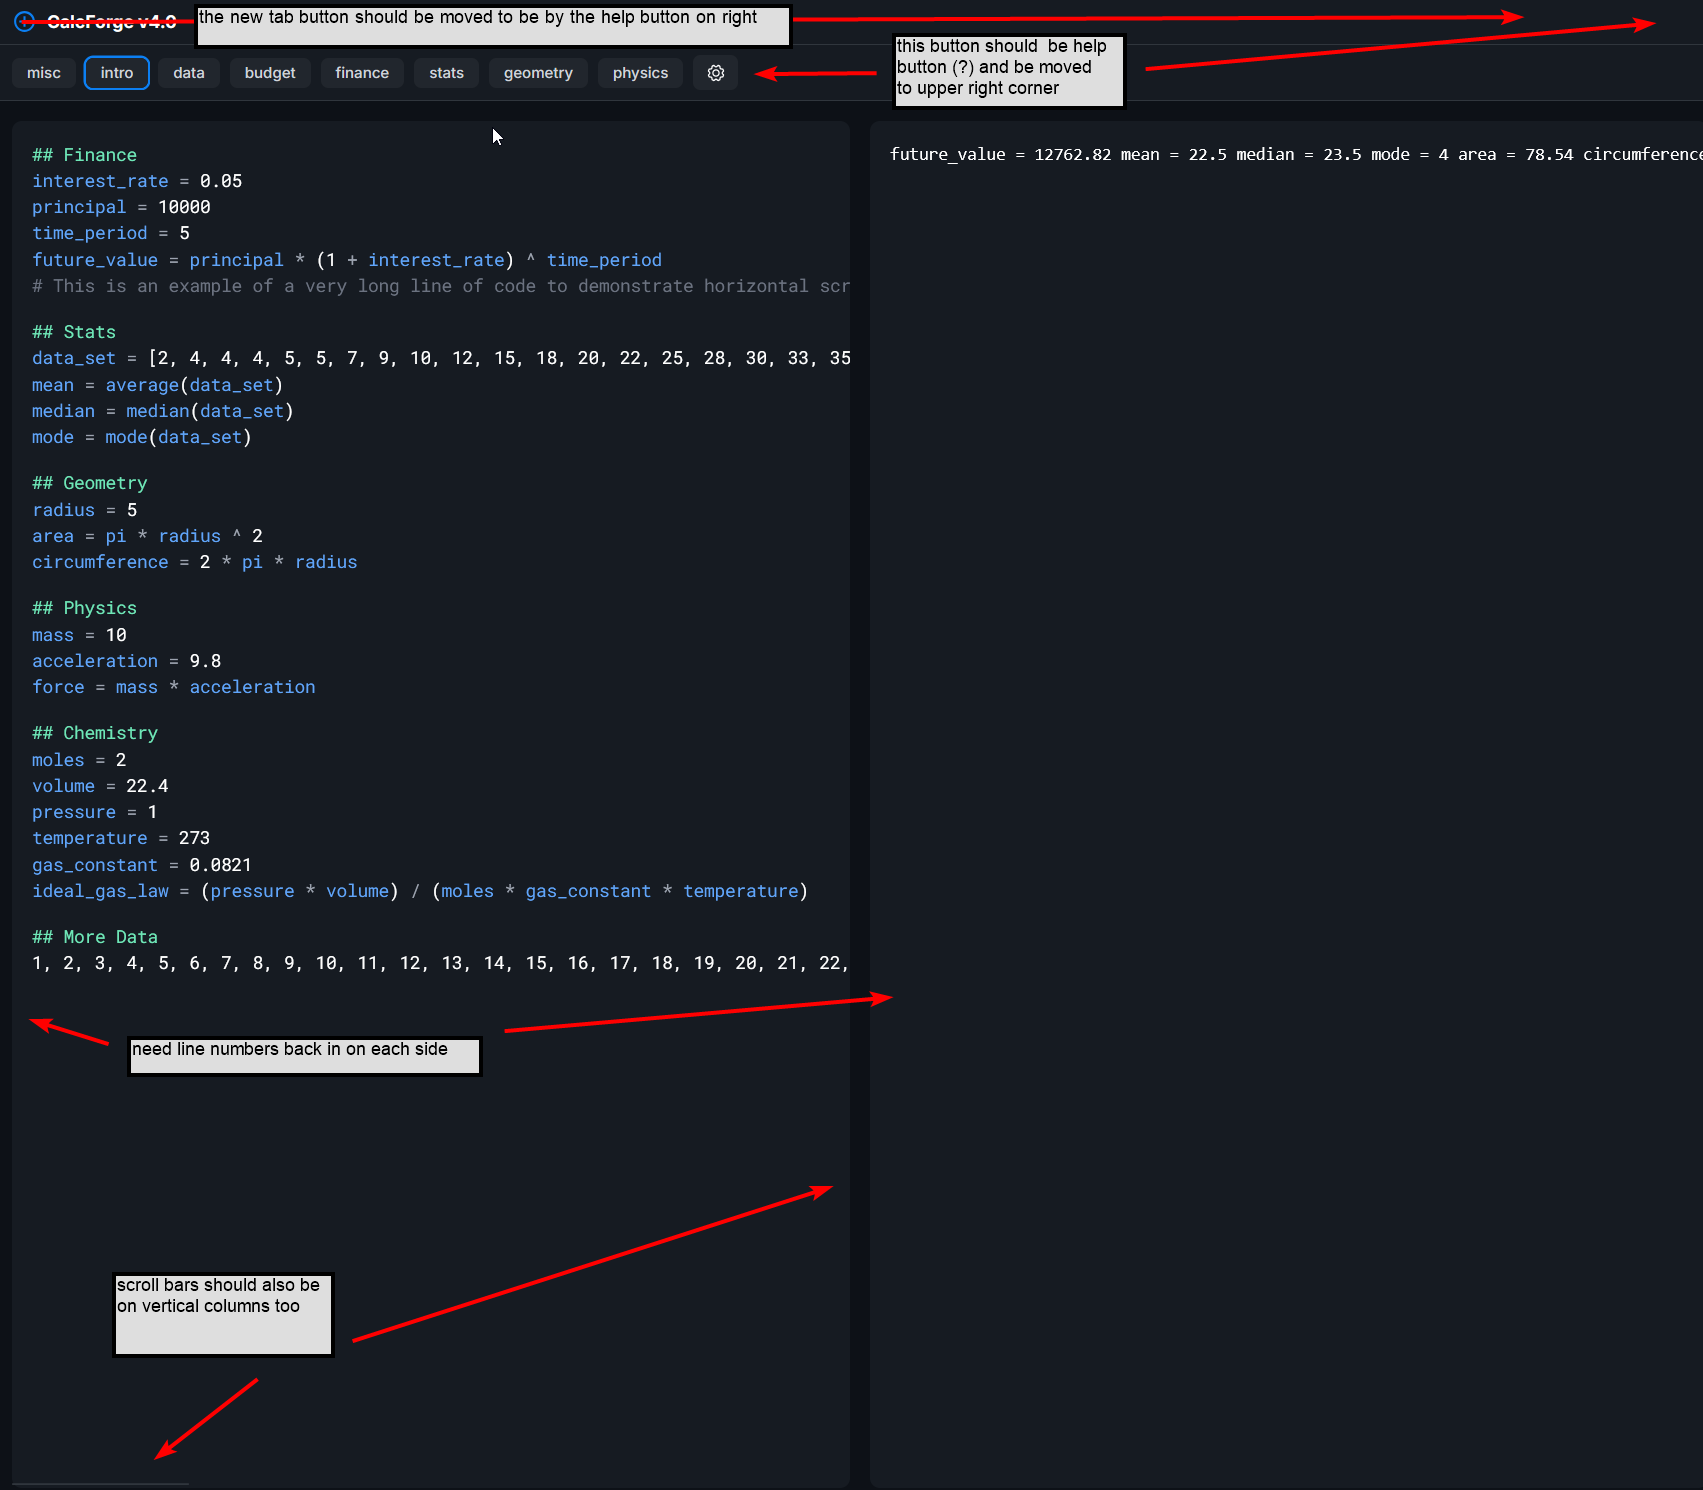 CalcForge v4.0
the new tab button should be moved to be by the help button on right
this button should  be help
button (?) and be moved
to upper right corner
misc intro data budget finance stats geometry physics
## Finance
interest_rate = 0.05
principal = 10000
time_period = 5
future_value = principal * (1 + interest_rate) ^ time_period
# This is an example of a very long line of code to demonstrate horizontal scr
## Stats
data_set = [2, 4, 4, 4, 5, 5, 7, 9, 10, 12, 15, 18, 20, 22, 25, 28, 30, 33, 35
mean = average(data_set)
median = median(data_set)
mode = mode(data_set)
## Geometry
radius = 5
area = pi * radius ^ 2
circumference = 2 * pi * radius
## Physics
mass = 10
acceleration = 9.8
force = mass * acceleration
## Chemistry
moles = 2
volume = 22.4
pressure = 1
temperature = 273
gas_constant = 0.0821
ideal_gas_law = (pressure * volume) / (moles * gas_constant * temperature)
## More Data
1, 2, 3, 4, 5, 6, 7, 8, 9, 10, 11, 12, 13, 14, 15, 16, 17, 18, 19, 20, 21, 22,
need line numbers back in on each side
scroll bars should also be
on vertical columns too
future_value = 12762.82 mean = 22.5 median = 23.5 mode = 4 area = 78.54 circumference